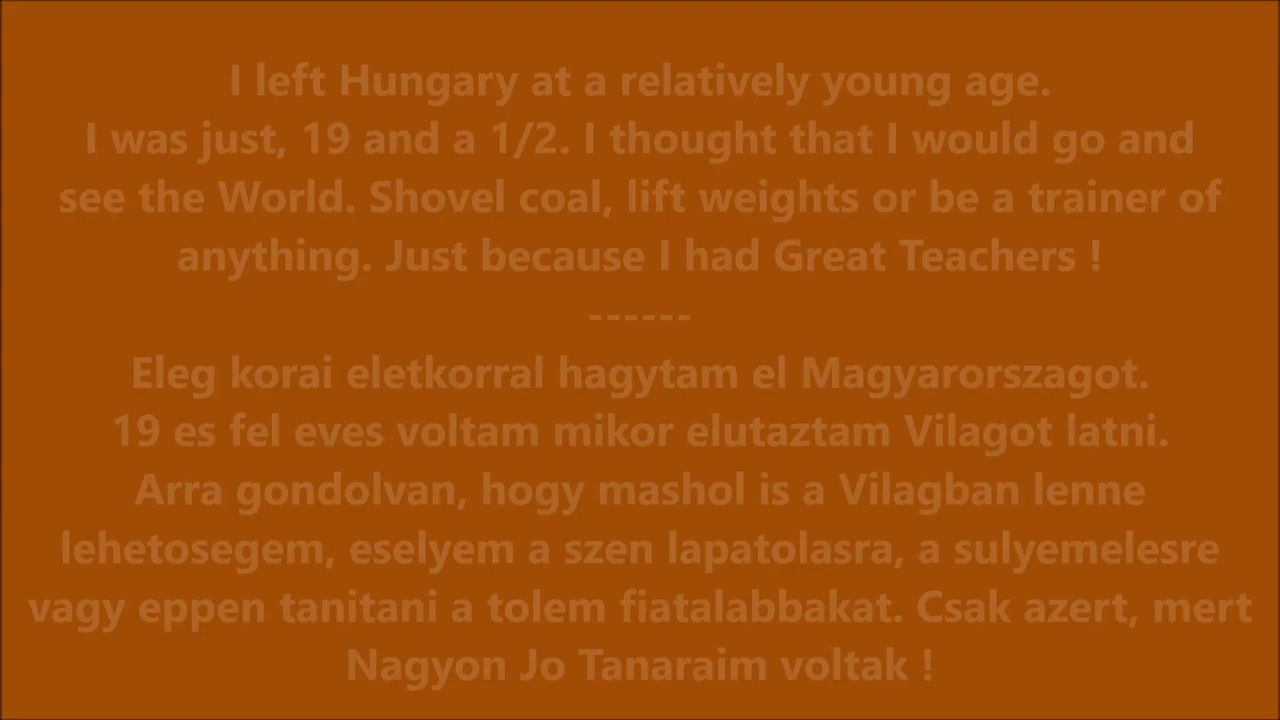 I left Hungary at a relatively young age.
I was just, 19 and a 1/2. I thought that I would go and
see the World. Shovel coal, lift weights or be a trainer of
anything. Just because I had Great Teachers !
------
Eleg korai eletkorral hagytam el Magyarorszagot.
19 es fel eves voltam mikor elutaztam Vilagot latni.
Arra gondolvan, hogy mashol is a Vilagban lenne
lehetosegem, eselyem a szen lapatolasra, a sulyemelesre
vagy eppen tanitani a tolem fiatalabbakat. Csak azert, mert
Nagyon Jo Tanaraim voltak !